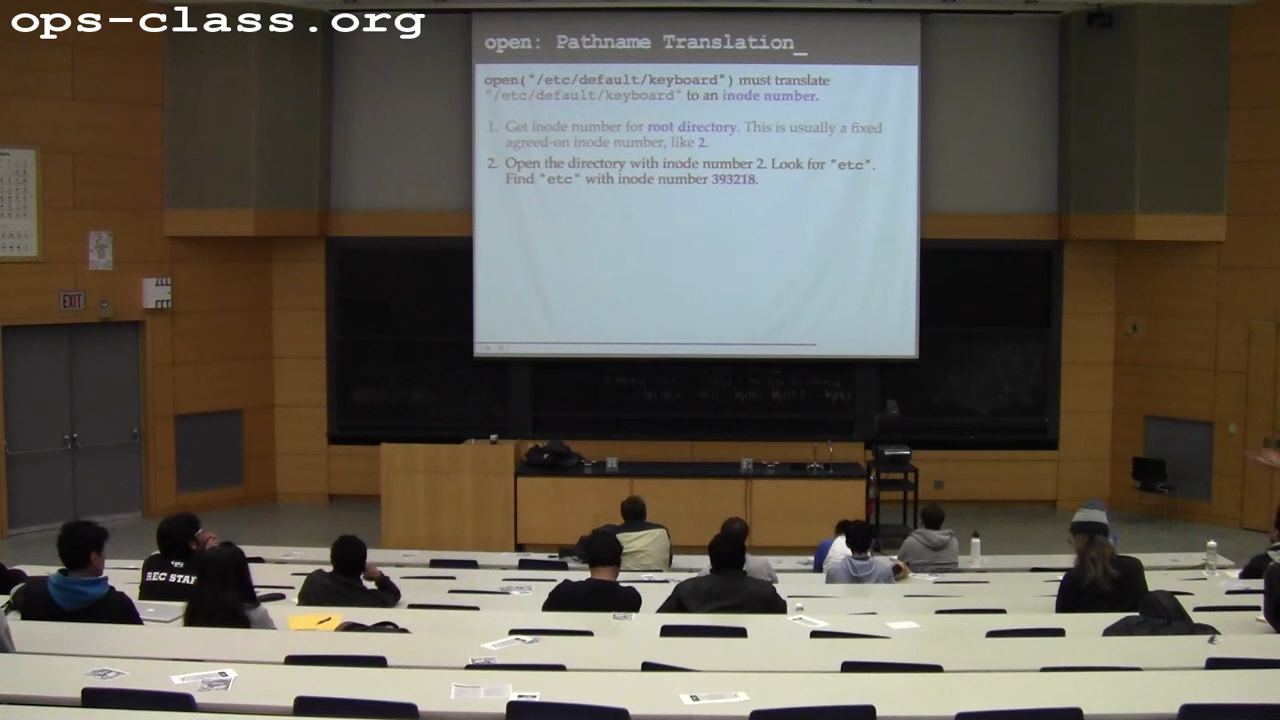 ops-class.org
open: Pathname Translation_
open("/etc/default/keyboard") must translate
"/etc/default/keyboard" to an inode number.
1. Get inode number for root directory. This is usually a fixed
agreed-on inode number, like 2.
2. Open the directory with inode number 2. Look for "etc".
Find "etc" with inode number 393218.
EXIT
REC STAF